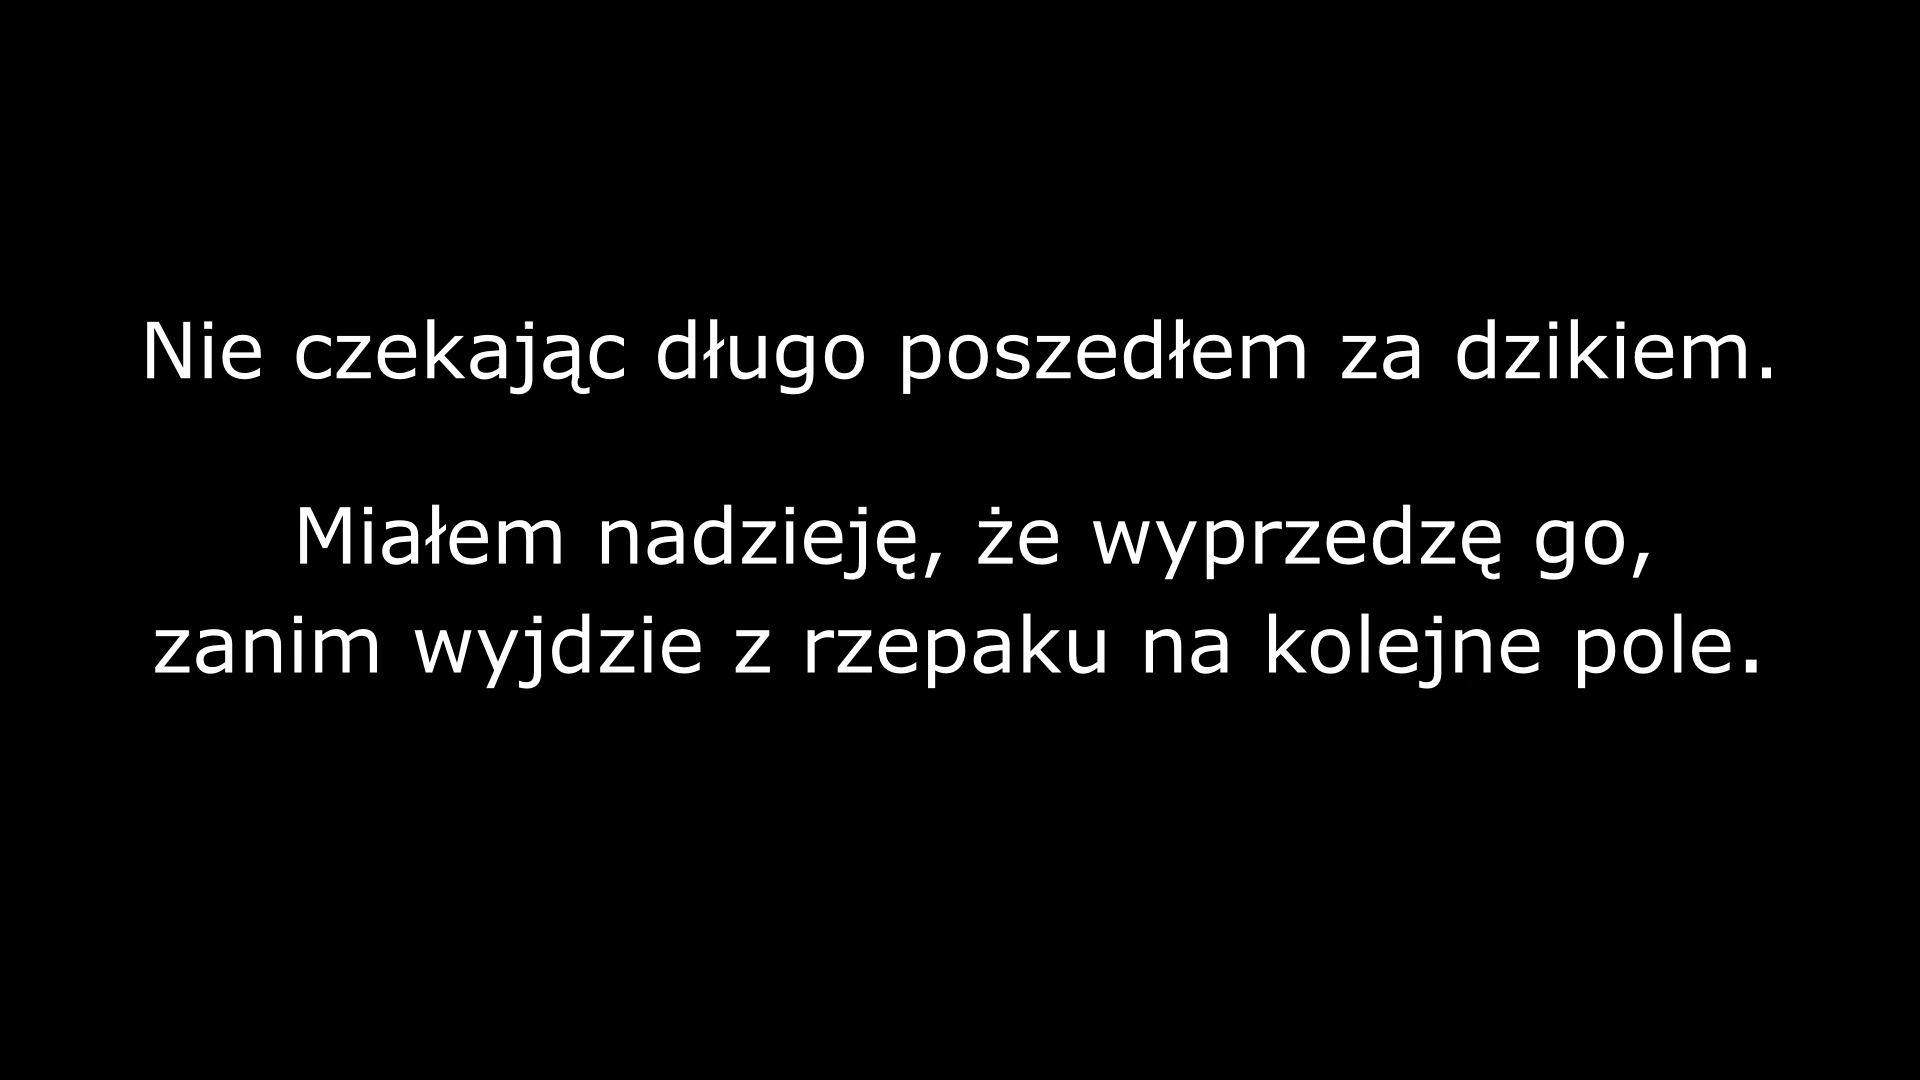 Nie czekając długo poszedłem za dzikiem.
Miałem nadzieję, że wyprzedzę go,
zanim wyjdzie z rzepaku na kolejne pole.